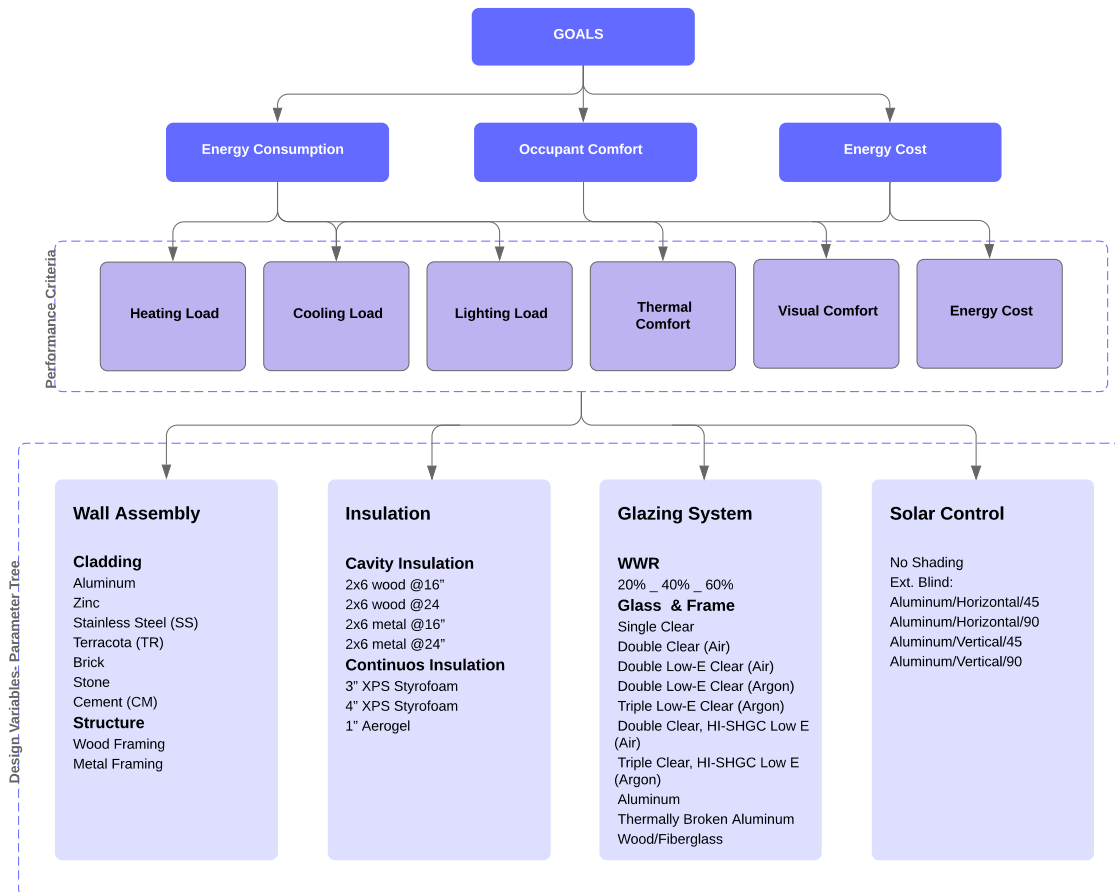 GOALS
Energy Consumption
Occupant Comfort
Energy Cost
Performance Criteria
Heating Load
Cooling Load
Lighting Load
Thermal
Comfort
Visual Comfort
Energy Cost
Design Variables- Parameter Tree
Wall Assembly
Cladding
Aluminum
Zinc
Stainless Steel (SS)
Terracota (TR)
Brick
Stone
Cement (CM)
Structure
Wood Framing
Metal Framing
Insulation
Cavity Insulation
2x6 wood @16”
2x6 wood @24
2x6 metal @16”
2x6 metal @24”
Continuos Insulation
3” XPS Styrofoam
4” XPS Styrofoam
1” Aerogel
Glazing System
WWR
20% _ 40% _ 60%
Glass  & Frame
Single Clear
Double Clear (Air)
Double Low-E Clear (Air)
Double Low-E Clear (Argon)
Triple Low-E Clear (Argon)
Double Clear, HI-SHGC Low E
(Air)
Triple Clear, HI-SHGC Low E
(Argon)
Aluminum
Thermally Broken Aluminum
Wood/Fiberglass
Solar Control
No Shading
Ext. Blind:
Aluminum/Horizontal/45
Aluminum/Horizontal/90
Aluminum/Vertical/45
Aluminum/Vertical/90